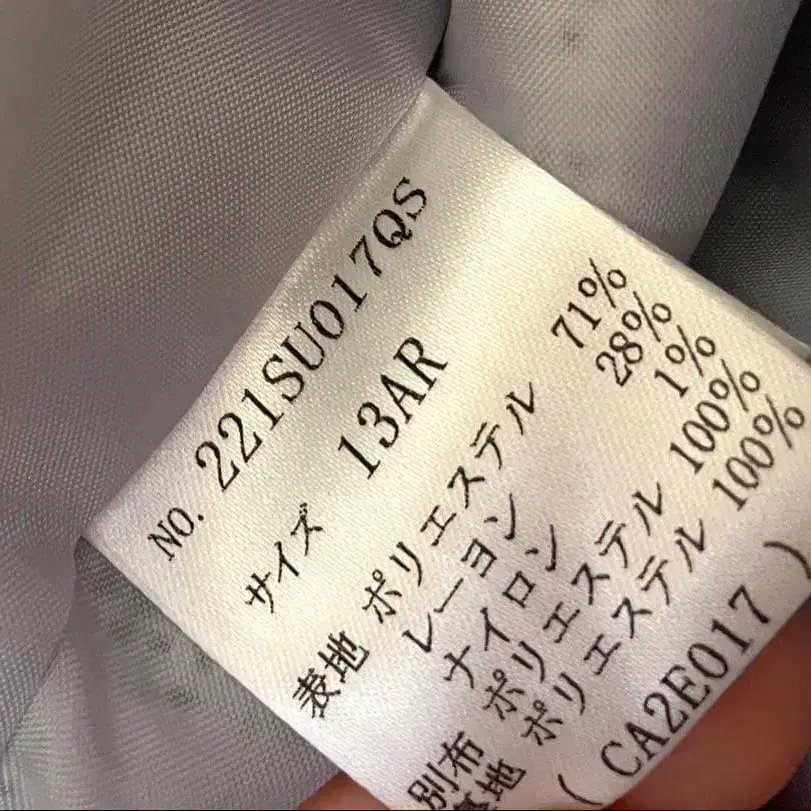 NO. 221SU017QS
サイズ 13AR
表地 ポリエステル 71%
レーヨン 28%
ナイロン 1%
別布 ポリエステル 100%
裏地 ポリエステル 100%
( CA2E017 )